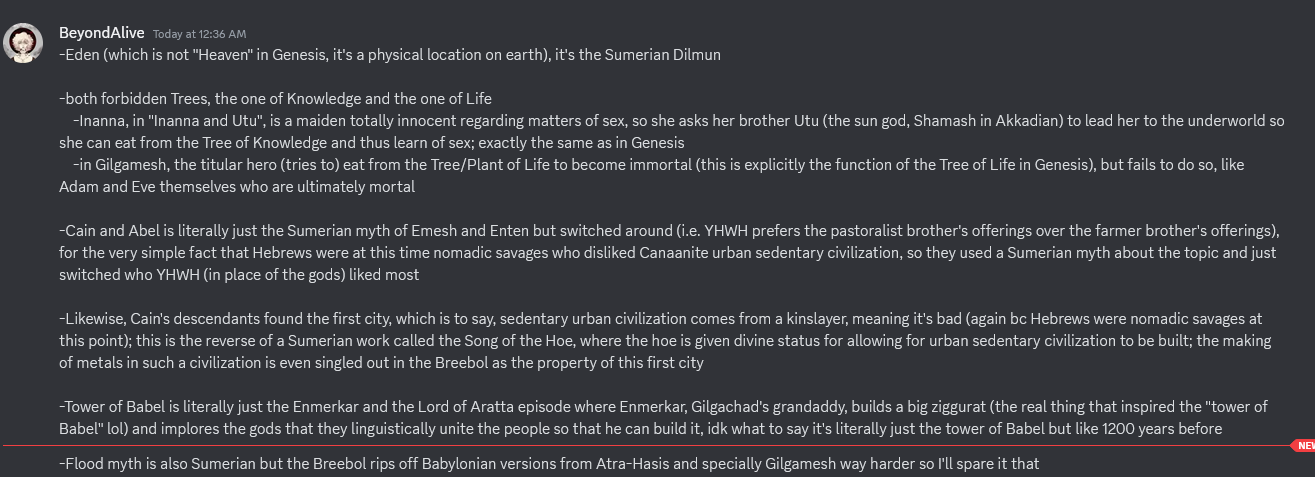 BeyondAlive Today at 12:36 AM
-Eden (which is not "Heaven" in Genesis, it's a physical location on earth), it's the Sumerian Dilmun
-both forbidden Trees, the one of Knowledge and the one of Life
-Inanna, in "Inanna and Utu", is a maiden totally innocent regarding matters of sex, so she asks her brother Utu (the sun god, Shamash in Akkadian) to lead her to the underworld so
she can eat from the Tree of Knowledge and thus learn of sex; exactly the same as in Genesis
-in Gilgamesh, the titular hero (tries to) eat from the Tree/Plant of Life to become immortal (this is explicitly the function of the Tree of Life in Genesis), but fails to do so, like
Adam and Eve themselves who are ultimately mortal
-Cain and Abel is literally just the Sumerian myth of Emesh and Enten but switched around (i.e. YHWH prefers the pastoralist brother's offerings over the farmer brother's offerings),
for the very simple fact that Hebrews were at this time nomadic savages who disliked Canaanite urban sedentary civilization, so they used a Sumerian myth about the topic and just
switched who YHWH (in place of the gods) liked most
-Likewise, Cain's descendants found the first city, which is to say, sedentary urban civilization comes from a kinslayer, meaning it's bad (again bc Hebrews were nomadic savages at
this point); this is the reverse of a Sumerian work called the Song of the Hoe, where the hoe is given divine status for allowing for urban sedentary civilization to be built; the making
of metals in such a civilization is even singled out in the Breebol as the property of this first city
-Tower of Babel is literally just the Enmerkar and the Lord of Aratta episode where Enmerkar, Gilgachad's grandaddy, builds a big ziggurat (the real thing that inspired the "tower of
Babel" lol) and implores the gods that they linguistically unite the people so that he can build it, idk what to say it's literally just the tower of Babel but like 1200 years before
NEW
-Flood myth is also Sumerian but the Breebol rips off Babylonian versions from Atra-Hasis and specially Gilgamesh way harder so I'll spare it that